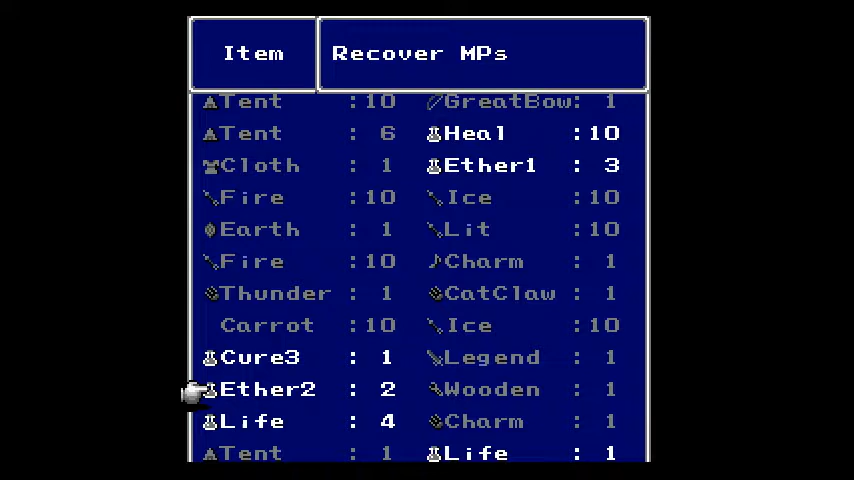 Item Recover MPs
Tent :10 GreatBow: 1
Tent : 6 Heal :10
Cloth : 1 Ether1 : 3
Fire :10 Ice :10
Earth : 1 Lit :10
Fire :10 Charm : 1
Thunder : 1 CatClaw : 1
Carrot :10 Ice :10
Cure3 : 1 Legend : 1
Ether2 : 2 Wooden : 1
Life : 4 Charm : 1
Tent : 1 Life : 1